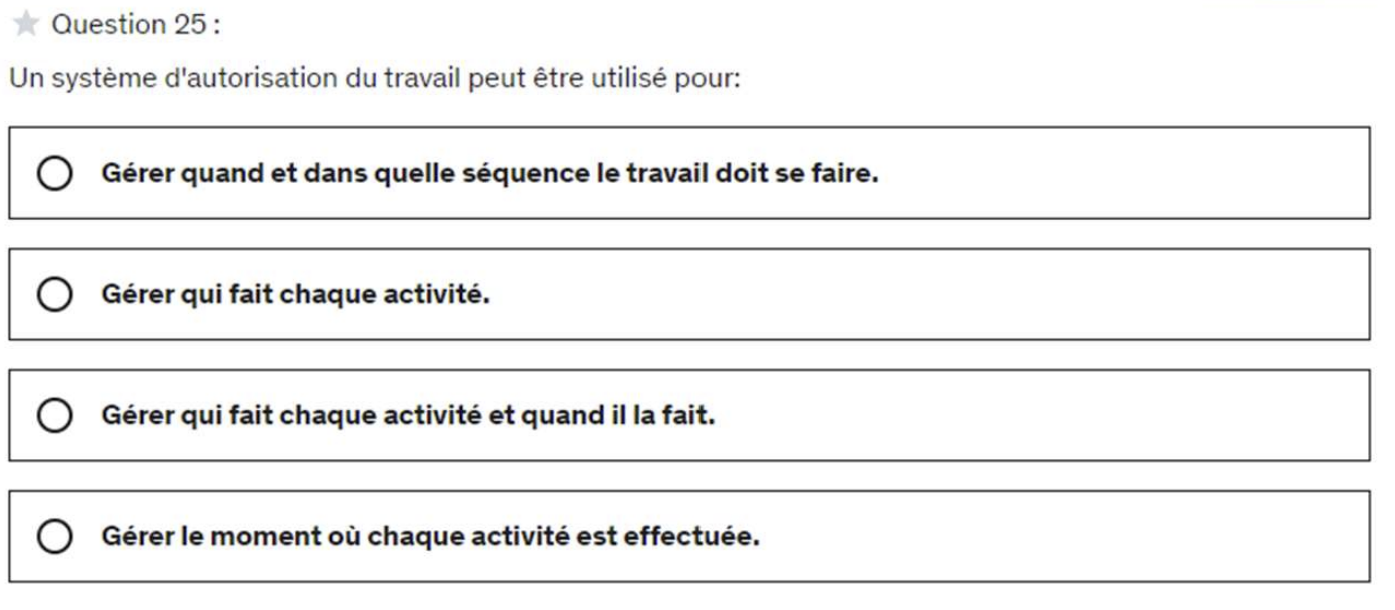 Question 25 :
Un système d'autorisation du travail peut être utilisé pour:
Gérer quand et dans quelle séquence le travail doit se faire.
Gérer qui fait chaque activité.
Gérer qui fait chaque activité et quand il la fait.
Gérer le moment où chaque activité est effectuée.